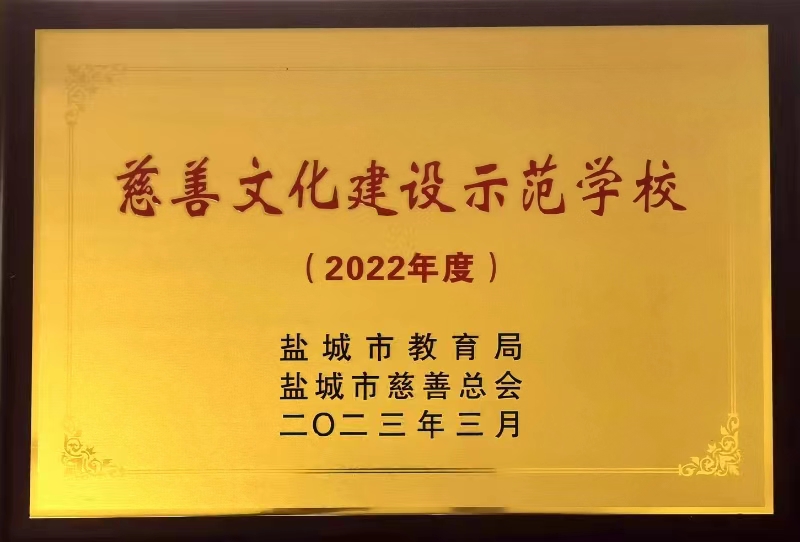 慈善文化建设示范学校
（2022年度）
盐城市教育局
盐城市慈善总会
二〇二三年三月